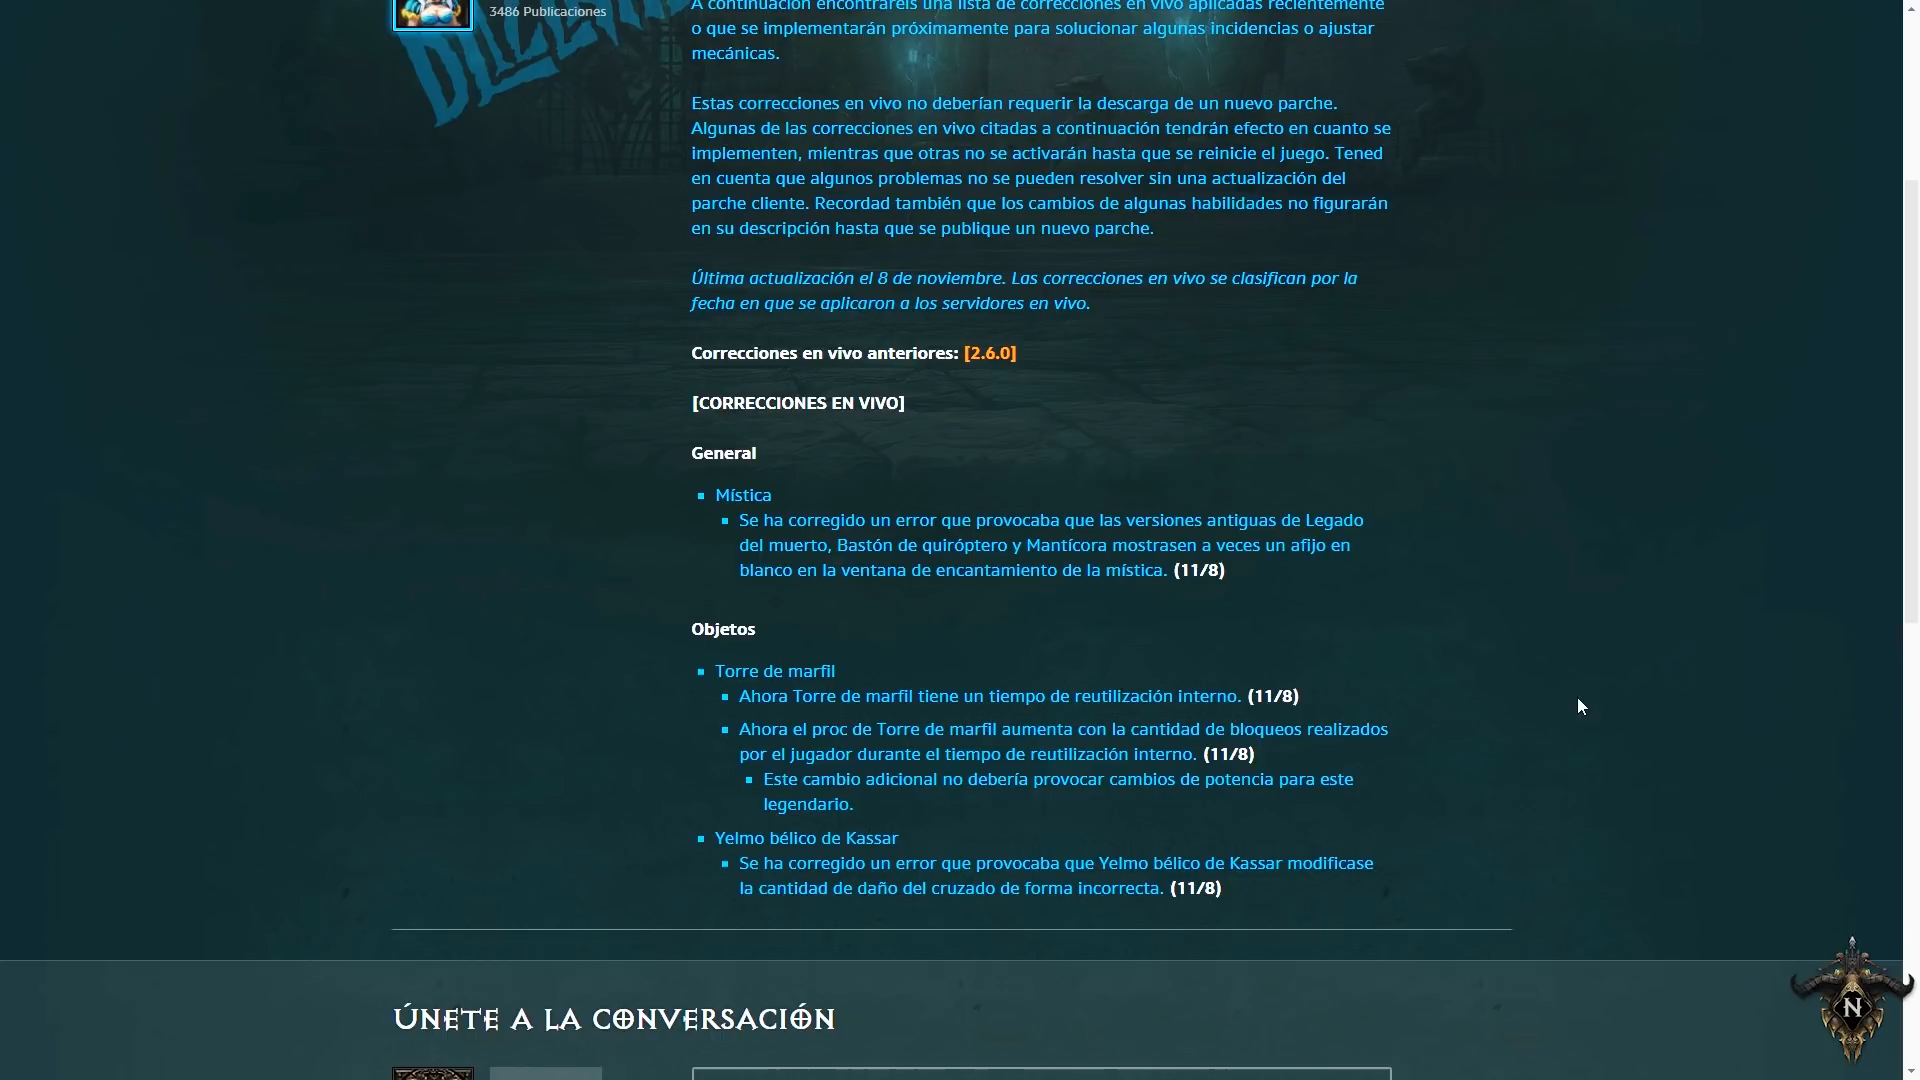 3486 Publicaciones
A continuación encontraréis una lista de correcciones en vivo aplicadas recientemente
o que se implementarán próximamente para solucionar algunas incidencias o ajustar
mecánicas.
Estas correcciones en vivo no deberían requerir la descarga de un nuevo parche.
Algunas de las correcciones en vivo citadas a continuación tendrán efecto en cuanto se
implementen, mientras que otras no se activarán hasta que se reinicie el juego. Tened
en cuenta que algunos problemas no se pueden resolver sin una actualización del
parche cliente. Recordad también que los cambios de algunas habilidades no figurarán
en su descripción hasta que se publique un nuevo parche.
Última actualización el 8 de noviembre. Las correcciones en vivo se clasifican por la
fecha en que se aplicaron a los servidores en vivo.
Correcciones en vivo anteriores: [2.6.0]
[CORRECCIONES EN VIVO]
General
Mística
Se ha corregido un error que provocaba que las versiones antiguas de Legado
del muerto, Bastón de quiróptero y Mantícora mostrasen a veces un afijo en
blanco en la ventana de encantamiento de la mística. (11/8)
Objetos
Torre de marfil
Ahora Torre de marfil tiene un tiempo de reutilización interno. (11/8)
Ahora el proc de Torre de marfil aumenta con la cantidad de bloqueos realizados
por el jugador durante el tiempo de reutilización interno. (11/8)
Este cambio adicional no debería provocar cambios de potencia para este
legendario.
Yelmo bélico de Kassar
Se ha corregido un error que provocaba que Yelmo bélico de Kassar modificase
la cantidad de daño del cruzado de forma incorrecta. (11/8)
ÚNETE A LA CONVERSACIÓN
N